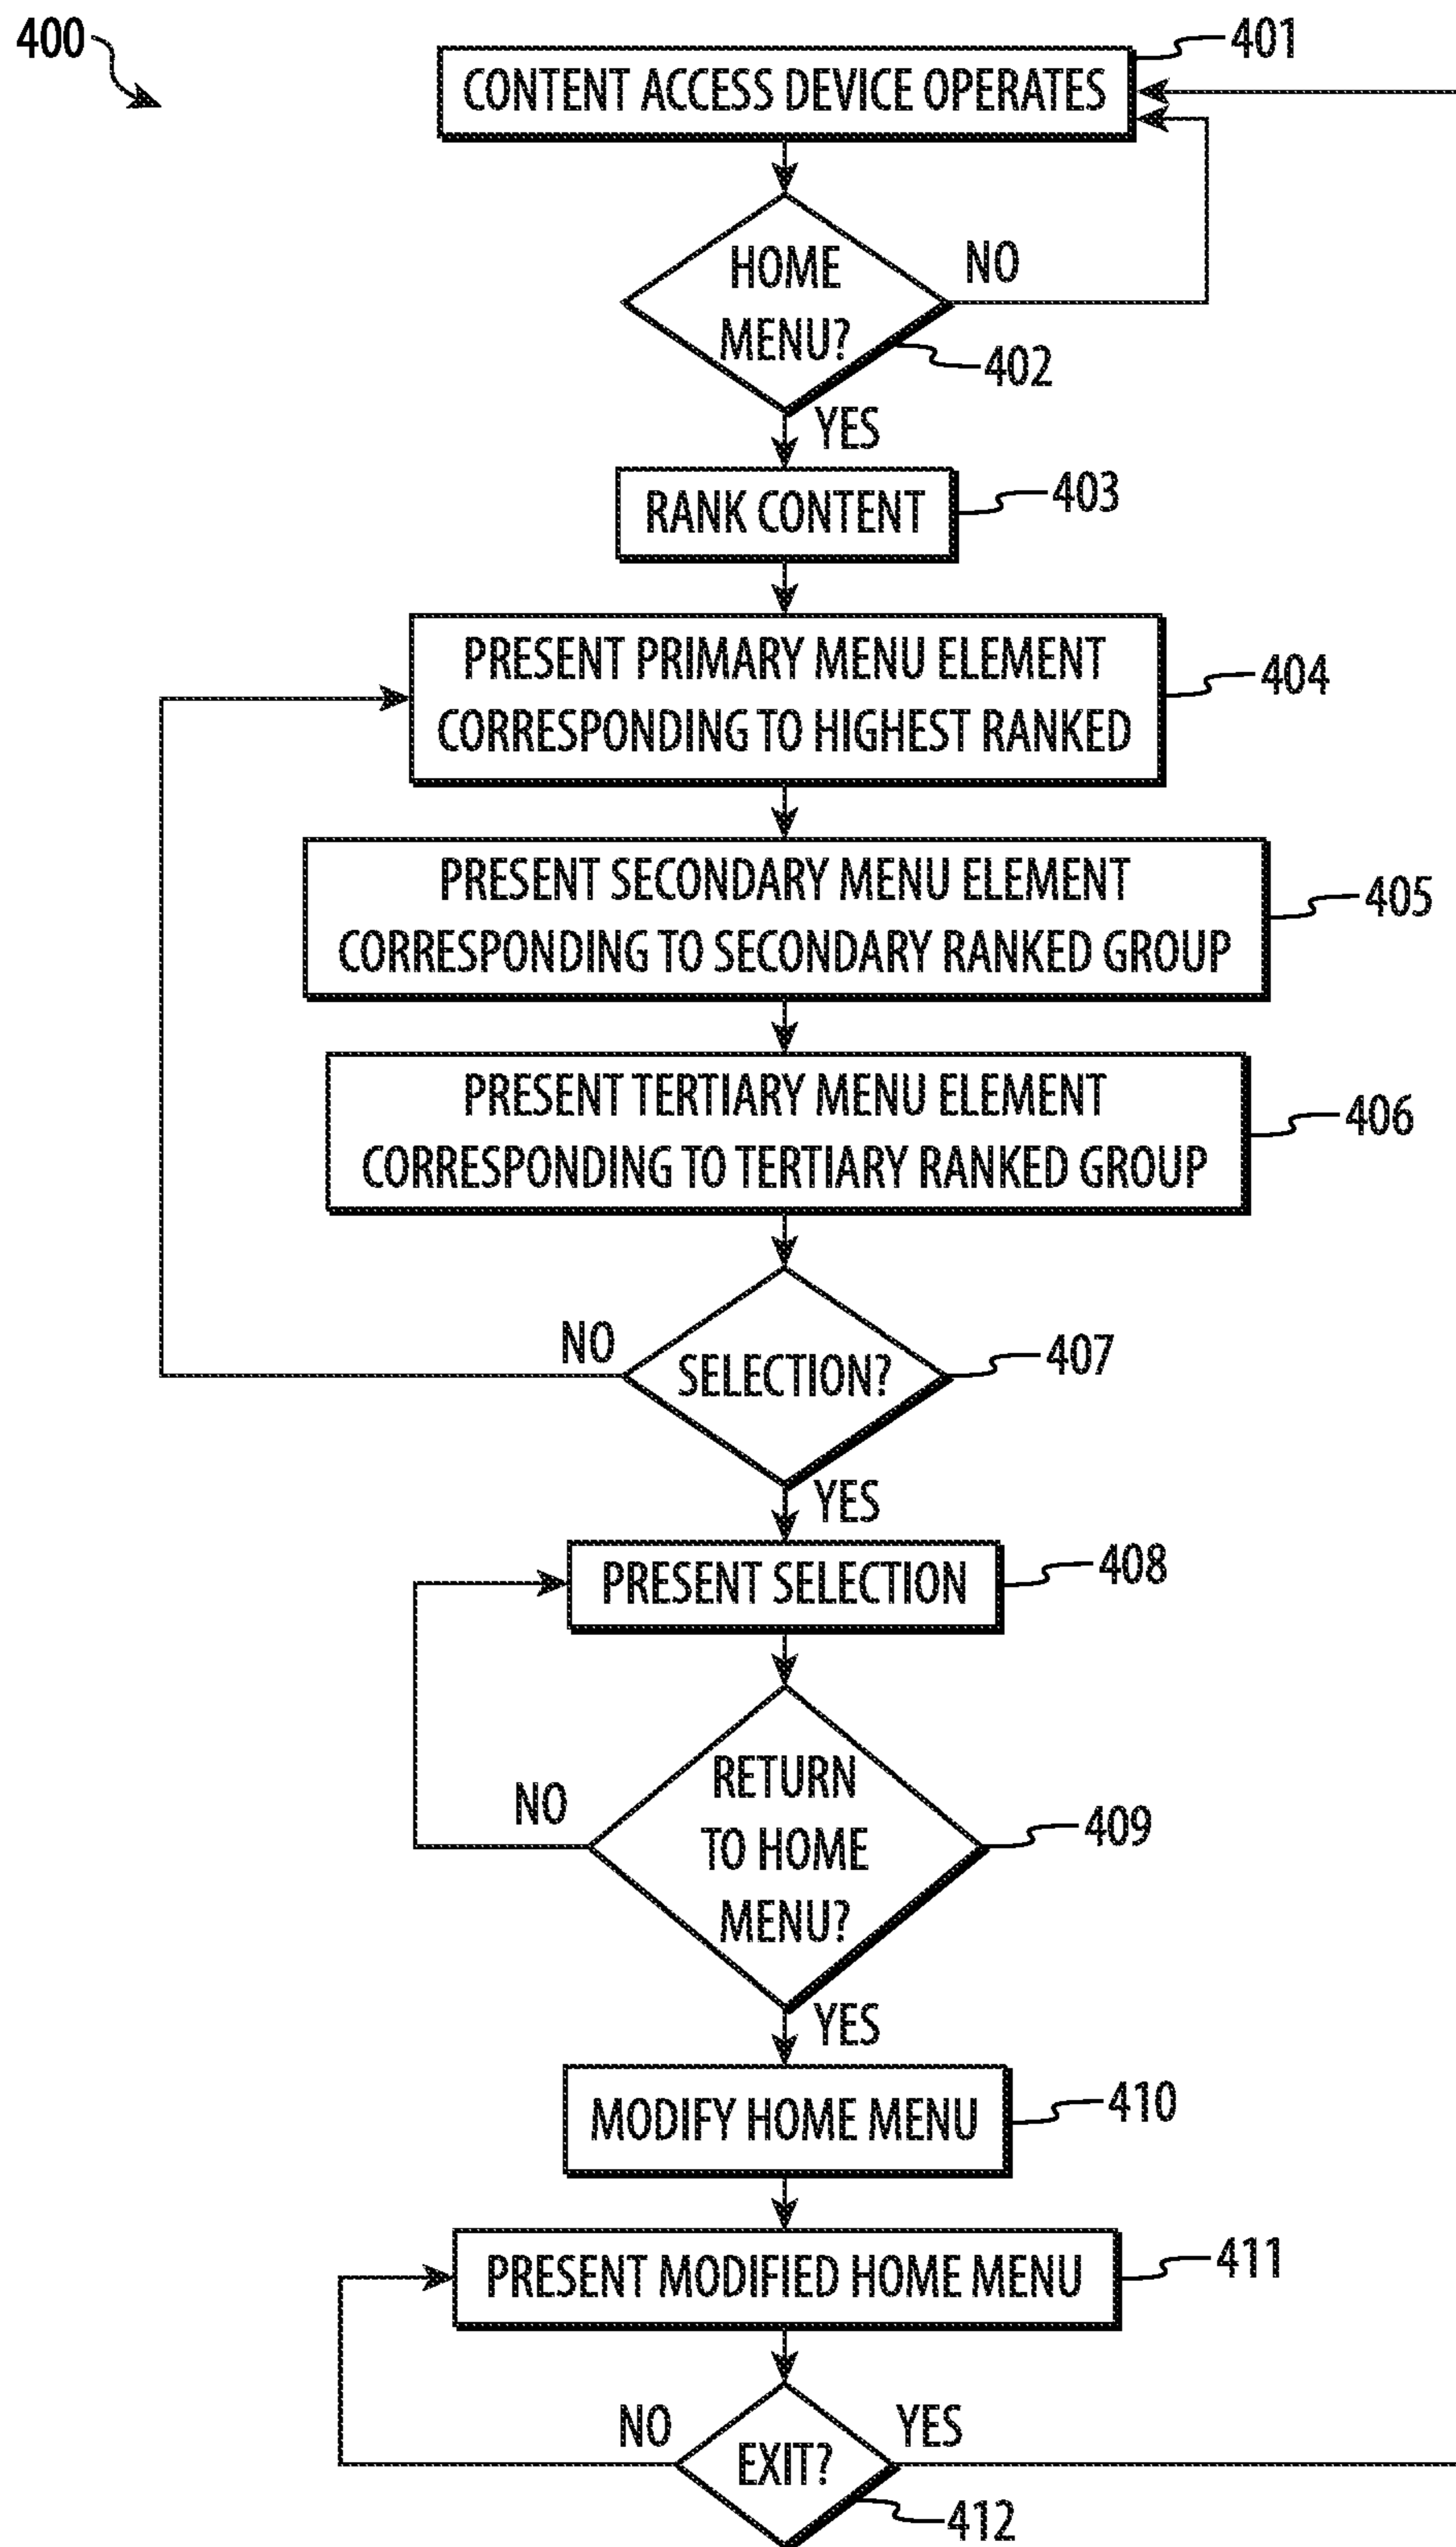 400
401
CONTENT ACCESS DEVICE OPERATES
HOME
MENU?
NO
402
YES
RANK CONTENT
403
PRESENT PRIMARY MENU ELEMENT
CORRESPONDING TO HIGHEST RANKED
404
PRESENT SECONDARY MENU ELEMENT
CORRESPONDING TO SECONDARY RANKED GROUP
405
PRESENT TERTIARY MENU ELEMENT
CORRESPONDING TO TERTIARY RANKED GROUP
406
NO
SELECTION?
407
YES
PRESENT SELECTION
408
NO
RETURN
TO HOME
MENU?
409
YES
MODIFY HOME MENU
410
PRESENT MODIFIED HOME MENU
411
NO
EXIT?
YES
412